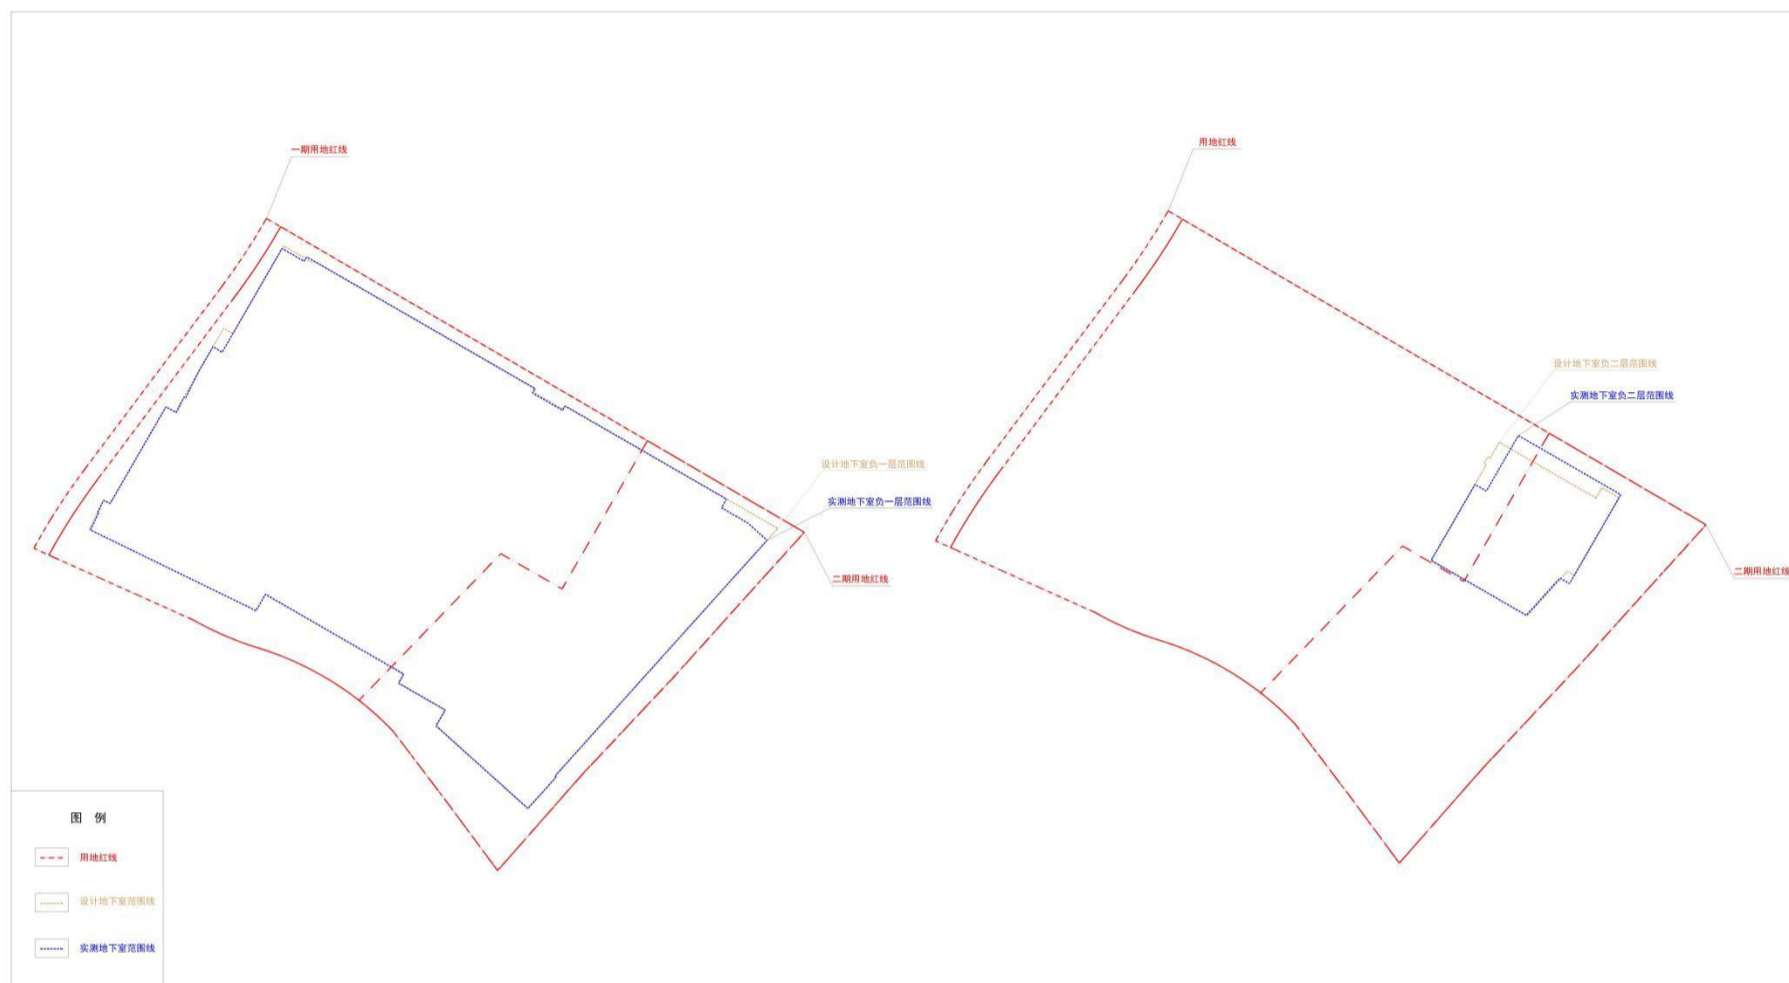 一期用地红线
用地红线
设计地下室负二层范围线
实测地下室负二层范围线
设计地下室负一层范围线
实测地下室负一层范围线
二期用地红线
二期用地红线
图 例
用地红线
设计地下室范围线
实测地下室范围线